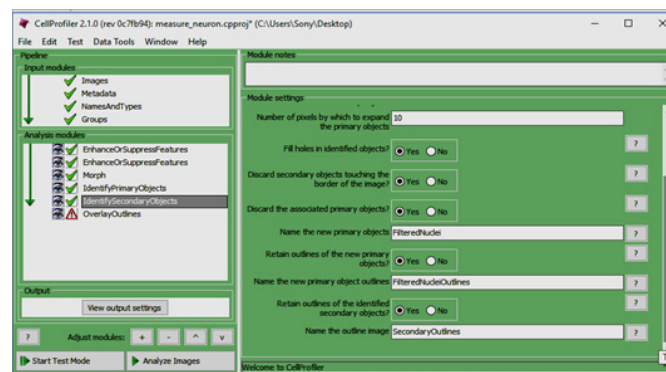 CellProfiler 2.1.0 (rev 0c7fb94): measure_neuron.cpproj* (C:\Users\Sony\Desktop)
File Edit Test Data Tools Window Help
Pipeline
Input modules
Images
Metadata
NamesAndTypes
Groups
Analysis modules
EnhanceOrSuppressFeatures
EnhanceOrSuppressFeatures
Morph
IdentifyPrimaryObjects
IdentifySecondaryObjects
OverlayOutlines
Output
View output settings
? Adjust modules: + - ^ v
Start Test Mode Analyze Images
Module notes
Module settings
Number of pixels by which to expand
the primary objects 10
Fill holes in identified objects? Yes No ?
Discard secondary objects touching the
border of the image? Yes No ?
Discard the associated primary objects? Yes No ?
Name the new primary objects FilteredNuclei ?
Retain outlines of the new primary
objects? Yes No ?
Name the new primary object outlines FilteredNucleiOutlines ?
Retain outlines of the identified
secondary objects? Yes No ?
Name the outline image SecondaryOutlines ?
Welcome to CellProfiler